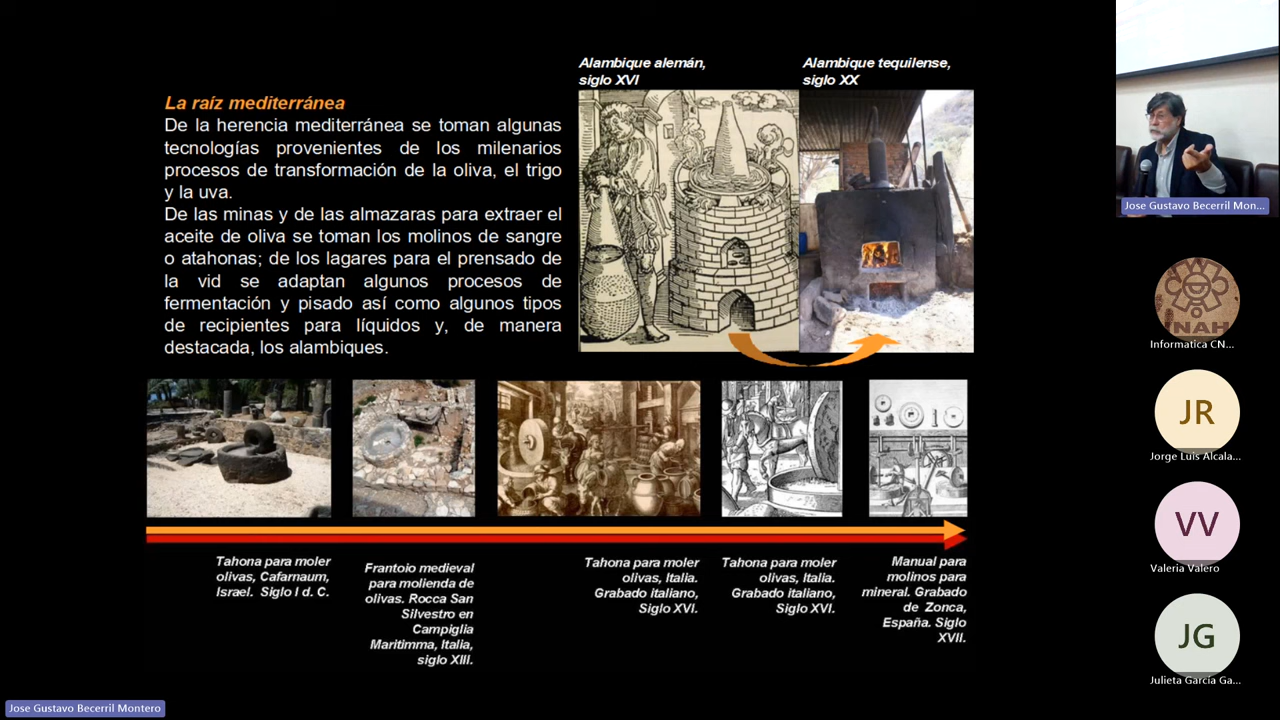 Alambique alemán,
siglo XVI
Alambique tequilense,
siglo XX
La raíz mediterránea
De la herencia mediterránea se toman algunas
tecnologías provenientes de los milenarios
procesos de transformación de la oliva, el trigo
y la uva.
De las minas y de las almazaras para extraer el
aceite de oliva se toman los molinos de sangre
o atahonas; de los lagares para el prensado de
la vid se adaptan algunos procesos de
fermentación y pisado así como algunos tipos
de recipientes para líquidos y, de manera
destacada, los alambiques.
Tahona para moler
olivas, Cafarnaum,
Israel. Siglo I d. C.
Frantoio medieval
para molienda de
olivas. Rocca San
Silvestro en
Campiglia
Maritimma, Italia,
siglo XIII.
Tahona para moler
olivas, Italia.
Grabado italiano,
Siglo XVI.
Tahona para moler
olivas, Italia.
Grabado italiano,
Siglo XVI.
Manual para
molinos para
mineral. Grabado
de Zonca,
España. Siglo
XVII.
Jose Gustavo Becerril Mon...
INAH
Informatica CN...
JR
Jorge Luís Alcala...
VV
Valeria Valero
JG
Julieta García Ga...
Jose Gustavo Becerril Montero